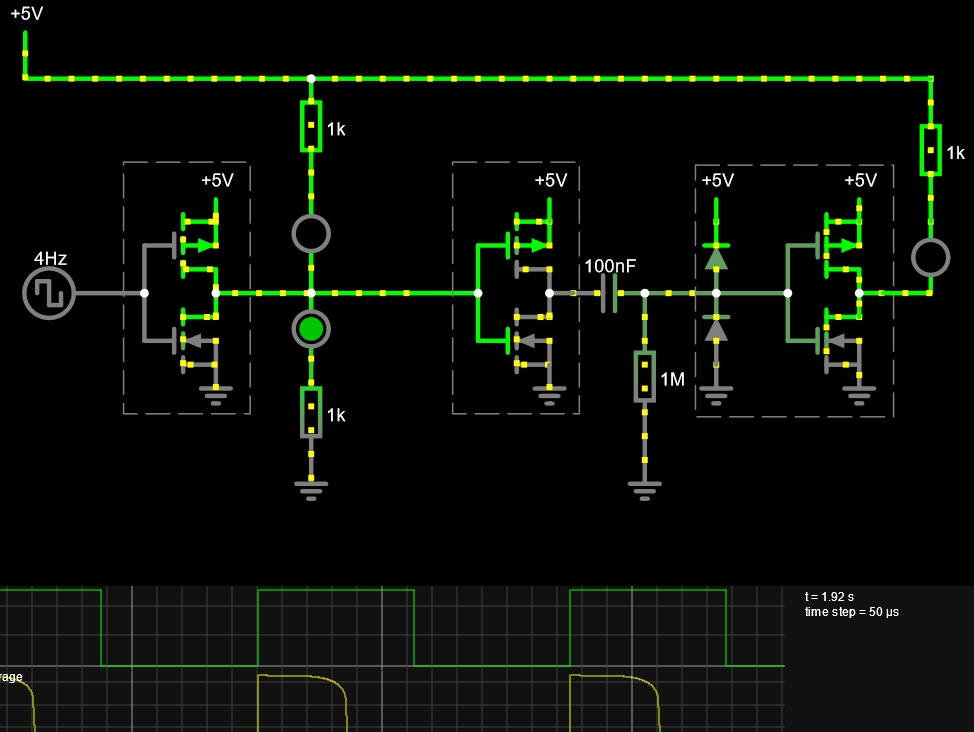 +5V
1k
1k
+5V
+5V
+5V
+5V
4Hz
100nF
1M
1k
t = 1.92 s
time step = 50 µs
rage